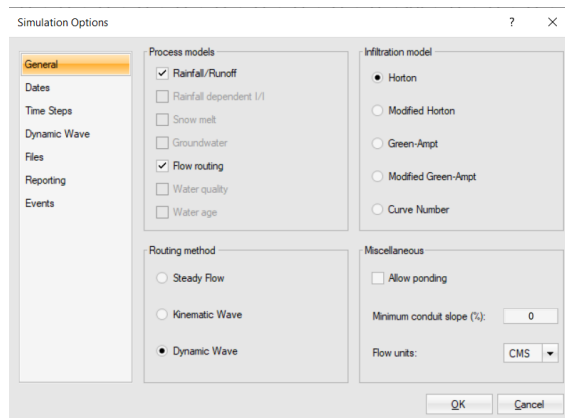 Simulation Options
?
General
Dates
Time Steps
Dynamic Wave
Files
Reporting
Events
Process models
Rainfall/Runoff
Rainfall dependent I/I
Snow melt
Groundwater
Flow routing
Water quality
Water age
Infiltration model
Horton
Modified Horton
Green-Ampt
Modified Green-Ampt
Curve Number
Routing method
Steady Flow
Kinematic Wave
Dynamic Wave
Miscellaneous
Allow ponding
Minimum conduit slope (%): 0
Flow units: CMS
OK Cancel